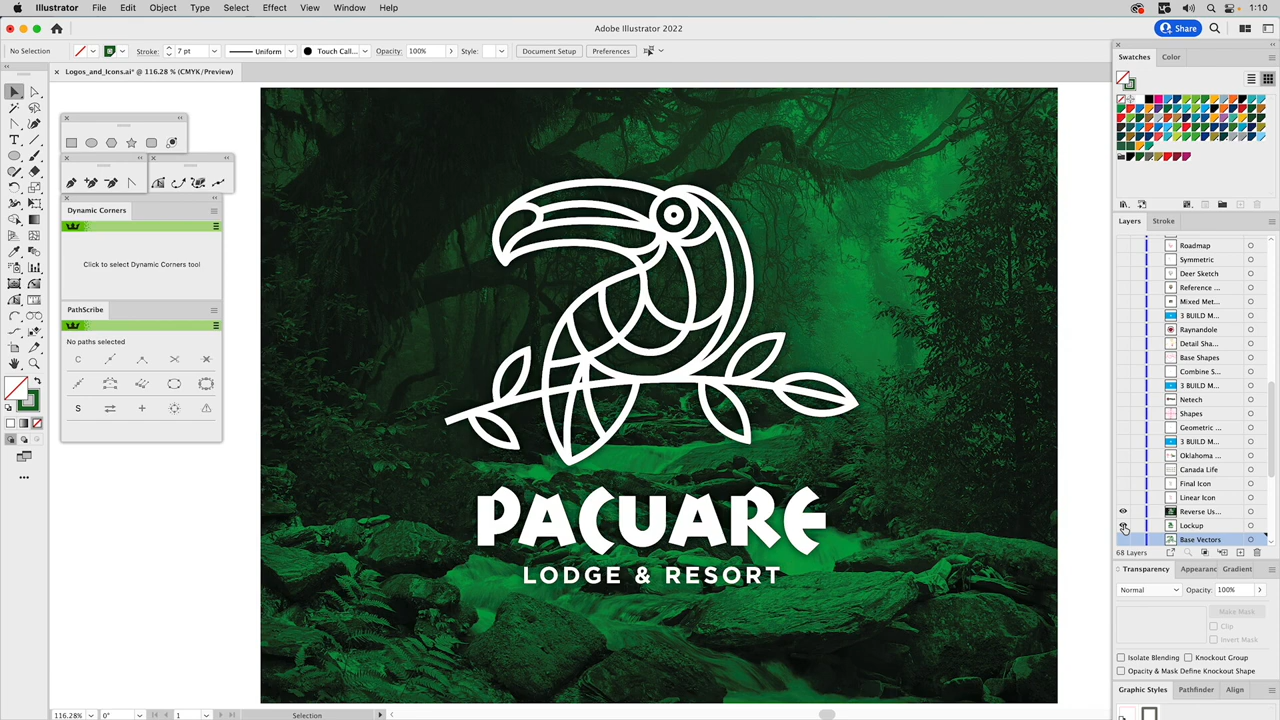 Illustrator File Edit Object Type Select Effect View Window Help 1:10
Adobe Illustrator 2022
Share
No Selection Stroke: 7 pt Uniform Touch Call... Opacity: 100% Style: Document Setup Preferences
Logos_and_Icons.ai* @ 116.28 % (CMYK/Preview)
Swatches Color
Dynamic Corners
Click to select Dynamic Corners tool
PathScribe
No paths selected
PACUARE
LODGE & RESORT
Layers Stroke
Roadmap
Symmetric
Deer Sketch
Reference ...
Mixed Met...
3 BUILD M...
Raynandole
Detail Sha...
Base Shapes
Combine S...
3 BUILD M...
Netech
Shapes
Geometric ...
3 BUILD M...
Oklahoma ...
Canada Life
Final Icon
Linear Icon
Reverse Us...
Lockup
Base Vectors
68 Layers
Transparency Appearanc Gradient
Normal Opacity: 100%
Make Mask
Clip
Invert Mask
Isolate Blending Knockout Group
Opacity & Mask Define Knockout Shape
Graphic Styles Pathfinder Align
116.28% 0° 1 Selection